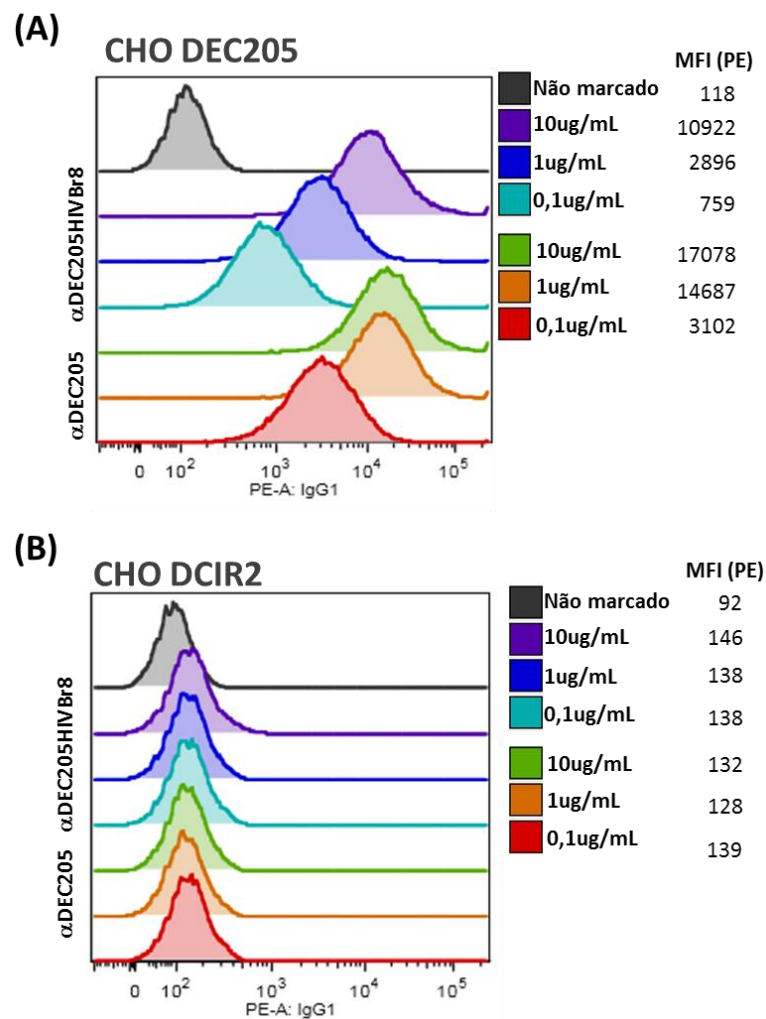 (A)
CHO DEC205
MFI (PE)
Não marcado 118
10ug/mL 10922
1ug/mL 2896
0,1ug/mL 759
10ug/mL 17078
1ug/mL 14687
0,1ug/mL 3102
αDEC205HIVBr8
αDEC205
0 10² 10³ 10⁴ 10⁵
PE-A: IgG1
(B)
CHO DCIR2
MFI (PE)
Não marcado 92
10ug/mL 146
1ug/mL 138
0,1ug/mL 138
10ug/mL 132
1ug/mL 128
0,1ug/mL 139
αDEC205HIVBr8
αDEC205
0 10² 10³ 10⁴ 10⁵
PE-A: IgG1